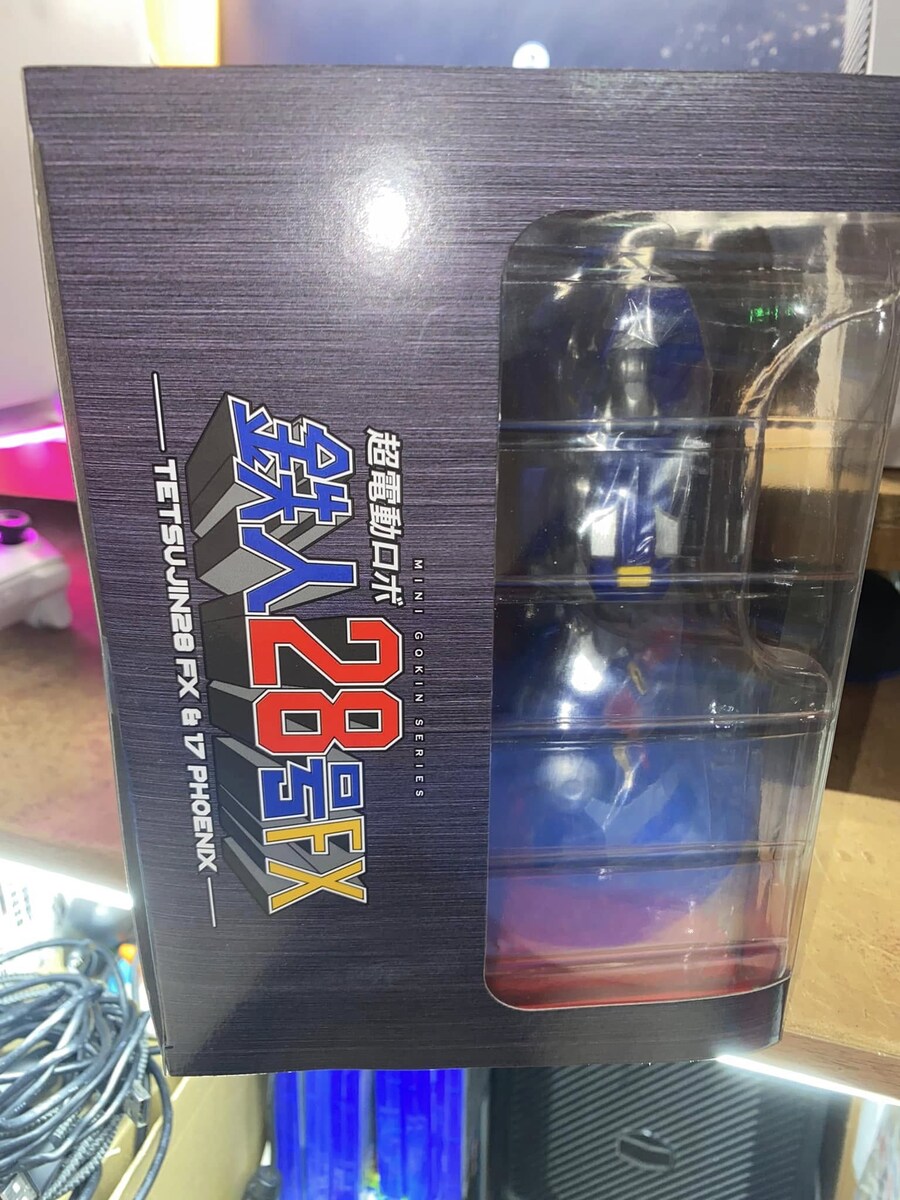 MINI GOKIN SERIES
超電動ロボ
鉄人28号FX
TETSUJIN28 FX & 17 PHOENIX